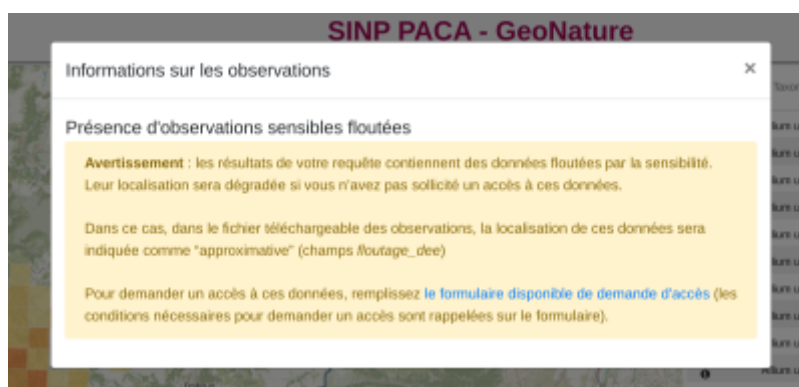 SINP PACA - GeoNature
Informations sur les observations
×
Présence d'observations sensibles floutées
Avertissement : les résultats de votre requête contiennent des données floutées par la sensibilité.
Leur localisation sera dégradée si vous n'avez pas sollicité un accès à ces données.
Dans ce cas, dans le fichier téléchargeable des observations, la localisation de ces données sera
indiquée comme "approximative" (champs floutage_dee)
Pour demander un accès à ces données, remplissez le formulaire disponible de demande d'accès (les
conditions nécessaires pour demander un accès sont rappelées sur le formulaire).